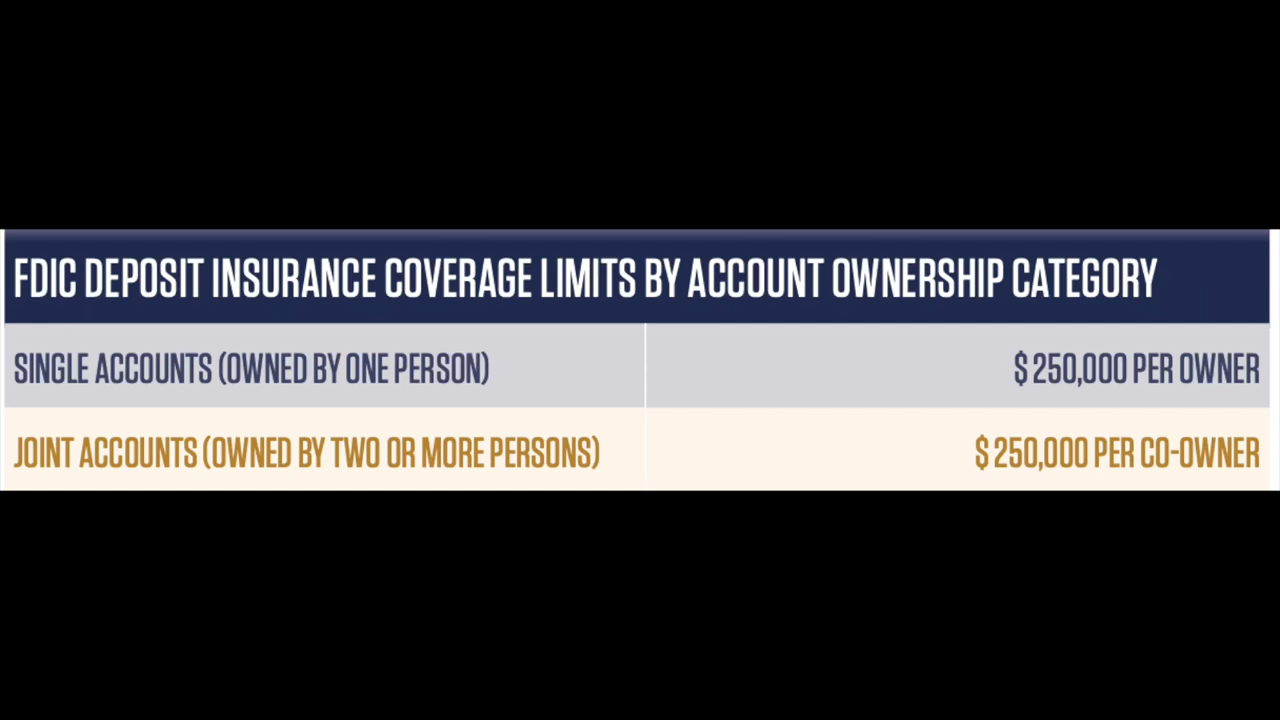 FDIC DEPOSIT INSURANCE COVERAGE LIMITS BY ACCOUNT OWNERSHIP CATEGORY
SINGLE ACCOUNTS (OWNED BY ONE PERSON) $ 250,000 PER OWNER
JOINT ACCOUNTS (OWNED BY TWO OR MORE PERSONS) $ 250,000 PER CO-OWNER